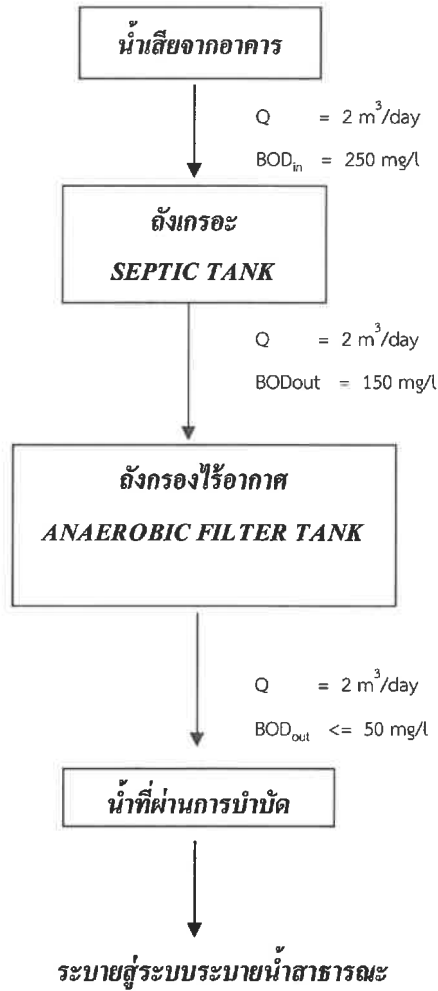 น้ำเสียจากอาคาร
Q = 2 m³/day
BODin = 250 mg/l
ถังเกรอะ
SEPTIC TANK
Q = 2 m³/day
BODout = 150 mg/l
ถังกรองไร้อากาศ
ANAEROBIC FILTER TANK
Q = 2 m³/day
BODout <= 50 mg/l
น้ำที่ผ่านการบำบัด
ระบายสู่ระบบระบายน้ำสาธารณะ